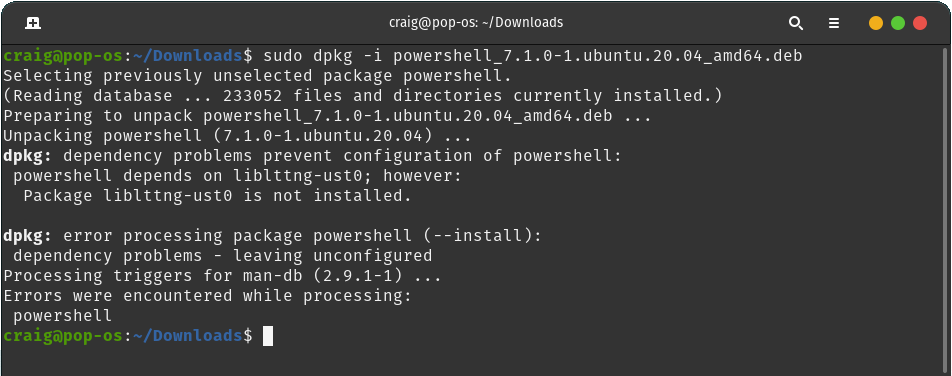 craig@pop-os: ~/Downloads
craig@pop-os:~/Downloads$ sudo dpkg -i powershell_7.1.0-1.ubuntu.20.04_amd64.deb
Selecting previously unselected package powershell.
(Reading database ... 233052 files and directories currently installed.)
Preparing to unpack powershell_7.1.0-1.ubuntu.20.04_amd64.deb ...
Unpacking powershell (7.1.0-1.ubuntu.20.04) ...
dpkg: dependency problems prevent configuration of powershell:
 powershell depends on liblttng-ust0; however:
  Package liblttng-ust0 is not installed.

dpkg: error processing package powershell (--install):
 dependency problems - leaving unconfigured
Processing triggers for man-db (2.9.1-1) ...
Errors were encountered while processing:
 powershell
craig@pop-os:~/Downloads$